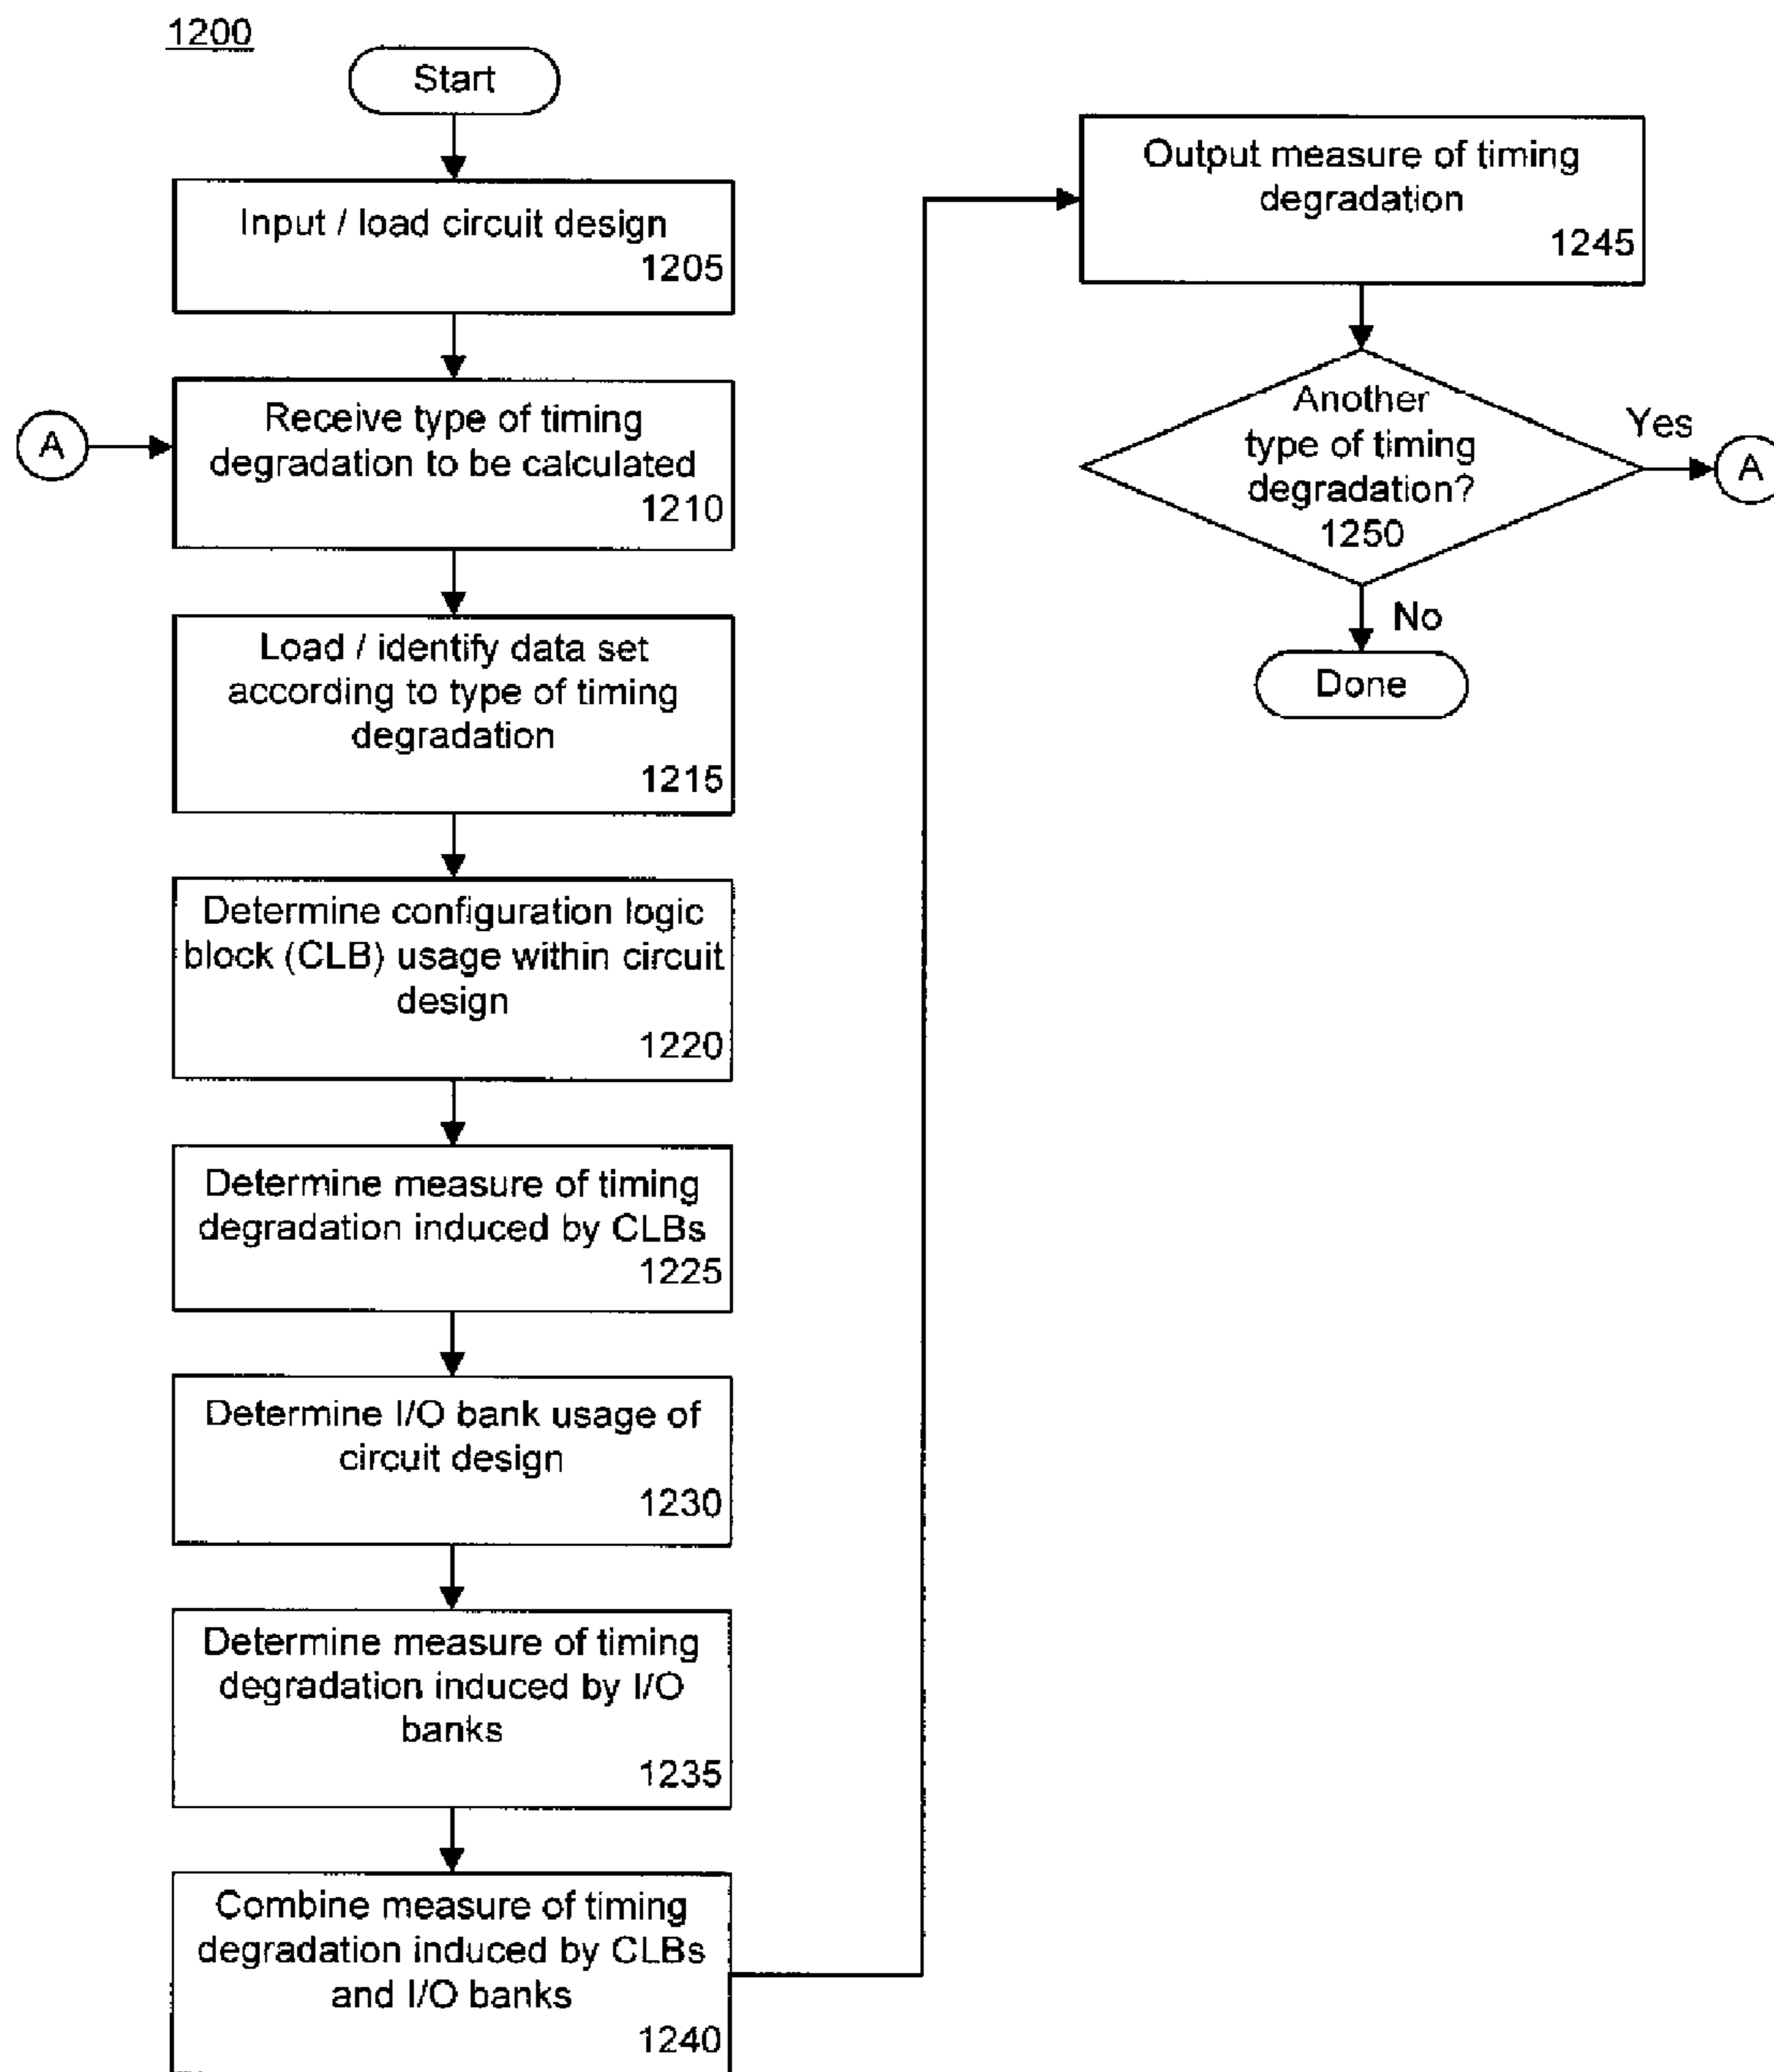 1200
Start
Input / load circuit design
1205
A
Receive type of timing
degradation to be calculated
1210
Load / identify data set
according to type of timing
degradation
1215
Determine configuration logic
block (CLB) usage within circuit
design
1220
Determine measure of timing
degradation induced by CLBs
1225
Determine I/O bank usage of
circuit design
1230
Determine measure of timing
degradation induced by I/O
banks
1235
Combine measure of timing
degradation induced by CLBs
and I/O banks
1240
Output measure of timing
degradation
1245
Another
type of timing
degradation?
1250
Yes
A
No
Done